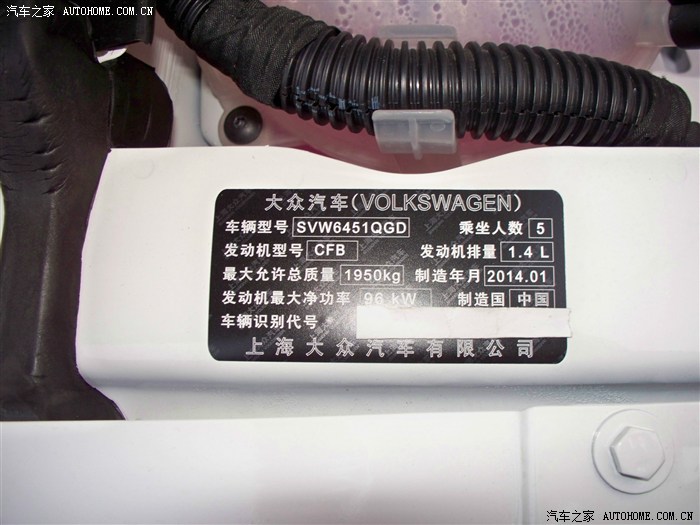 汽车之家 AUTOHOME.COM.CN
大众汽车(VOLKSWAGEN)
车辆型号 SVW6451QGD 乘坐人数 5
发动机型号 CFB 发动机排量 1.4 L
最大允许总质量 1950kg 制造年月 2014.01
发动机最大净功率 96 kW 制造国 中国
车辆识别代号
上海大众汽车有限公司
汽车之家 AUTOHOME.COM.CN